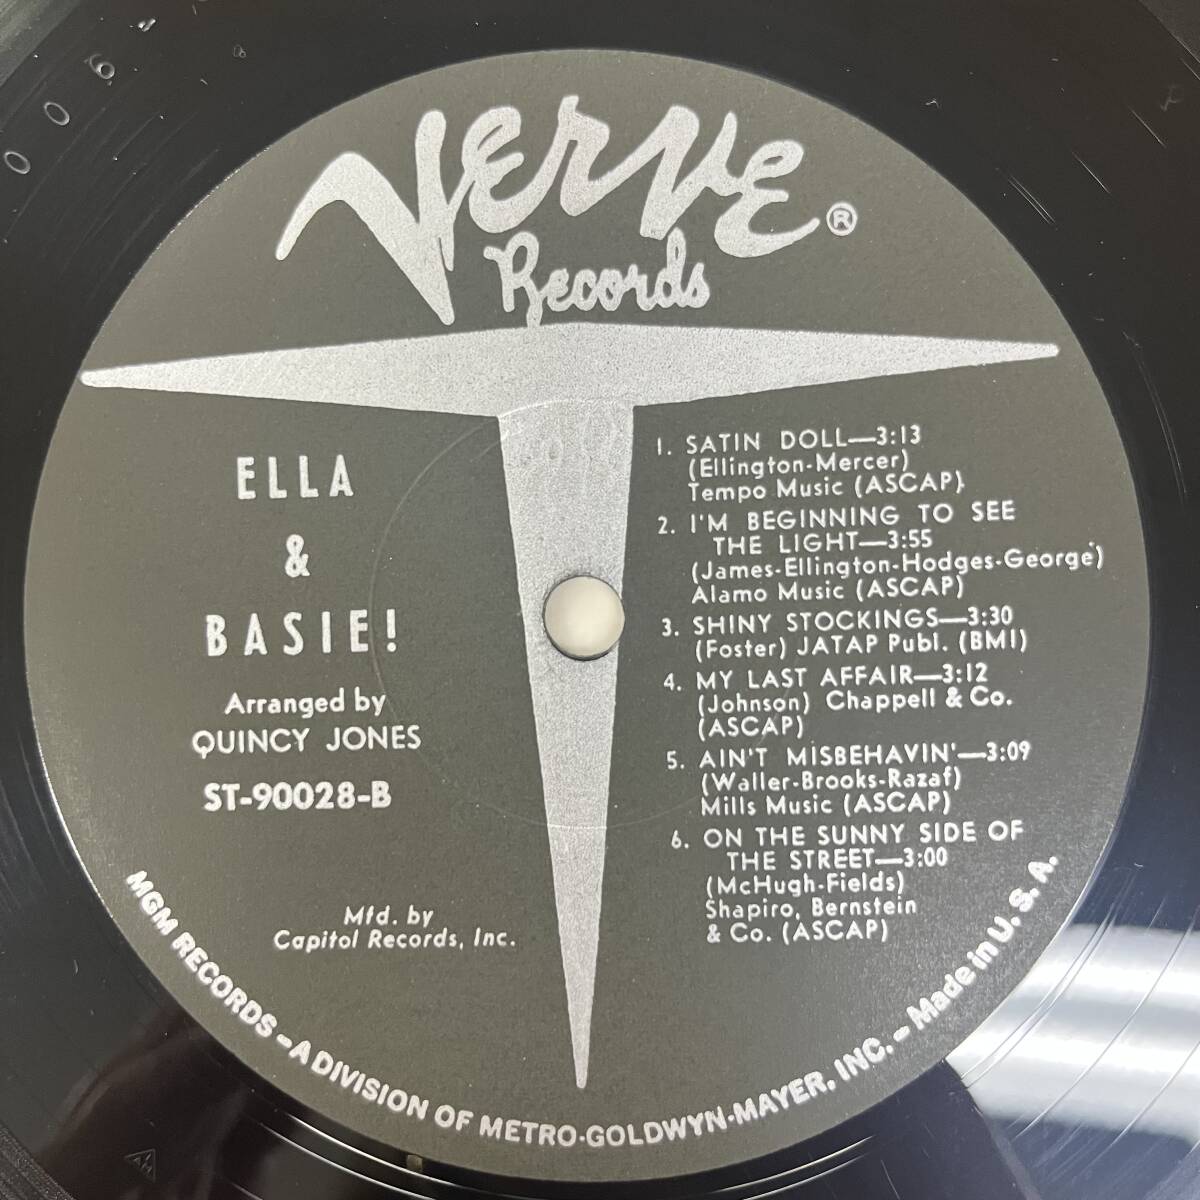 Verve ®
Records
ELLA
&
BASIE!
Arranged by
QUINCY JONES
ST-90028-B
Mfd. by
Capitol Records, Inc.
1. SATIN DOLL—3:13
(Ellington-Mercer)
Tempo Music (ASCAP)
2. I'M BEGINNING TO SEE
THE LIGHT—3:55
(James-Ellington-Hodges-George)
Alamo Music (ASCAP)
3. SHINY STOCKINGS—3:30
(Foster) JATAP Publ. (BMI)
4. MY LAST AFFAIR—3:12
(Johnson) Chappell & Co.
(ASCAP)
5. AIN'T MISBEHAVIN'—3:09
(Waller-Brooks-Razaf)
Mills Music (ASCAP)
6. ON THE SUNNY SIDE OF
THE STREET—3:00
(McHugh-Fields)
Shapiro, Bernstein
& Co. (ASCAP)
MGM RECORDS – A DIVISION OF METRO-GOLDWYN-MAYER, INC. – Made in U. S. A.